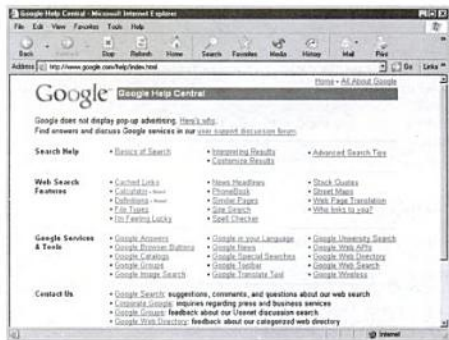 Google Help Central - Microsoft Internet Explorer
File Edit View Favorites Tools Help
Back Stop Refresh Home Search Favorites Media History Mail Print
Address http://www.google.com/help/index.html Go Links »
Home - All About Google
Google Google Help Central
Google does not display pop-up advertising. Here's why.
Find answers and discuss Google services in our user support discussion forum.
Search Help • Basics of Search • Interpreting Results • Advanced Search Tips
• Customize Results
Web Search Features • Cached Links • News Headlines • Stock Quotes
• Calculator • PhoneBook • Street Maps
• Definitions • Similar Pages • Web Page Translation
• File Types • Site Search • Who links to you?
• I'm Feeling Lucky • Spell Checker
Google Services & Tools • Google Answers • Google in your Language • Google University Search
• Google Browser Buttons • Google News • Google Web APIs
• Google Catalogs • Google Special Searches • Google Web Directory
• Google Groups • Google Toolbar • Google Web Search
• Google Image Search • Google Translate Tool • Google Wireless
Contact Us • Google Search: suggestions, comments, and questions about our web search
• Corporate Google: inquiries regarding press and business services
• Google Groups: feedback about our Usenet discussion search
• Google Web Directory: feedback about our categorized web directory
Internet